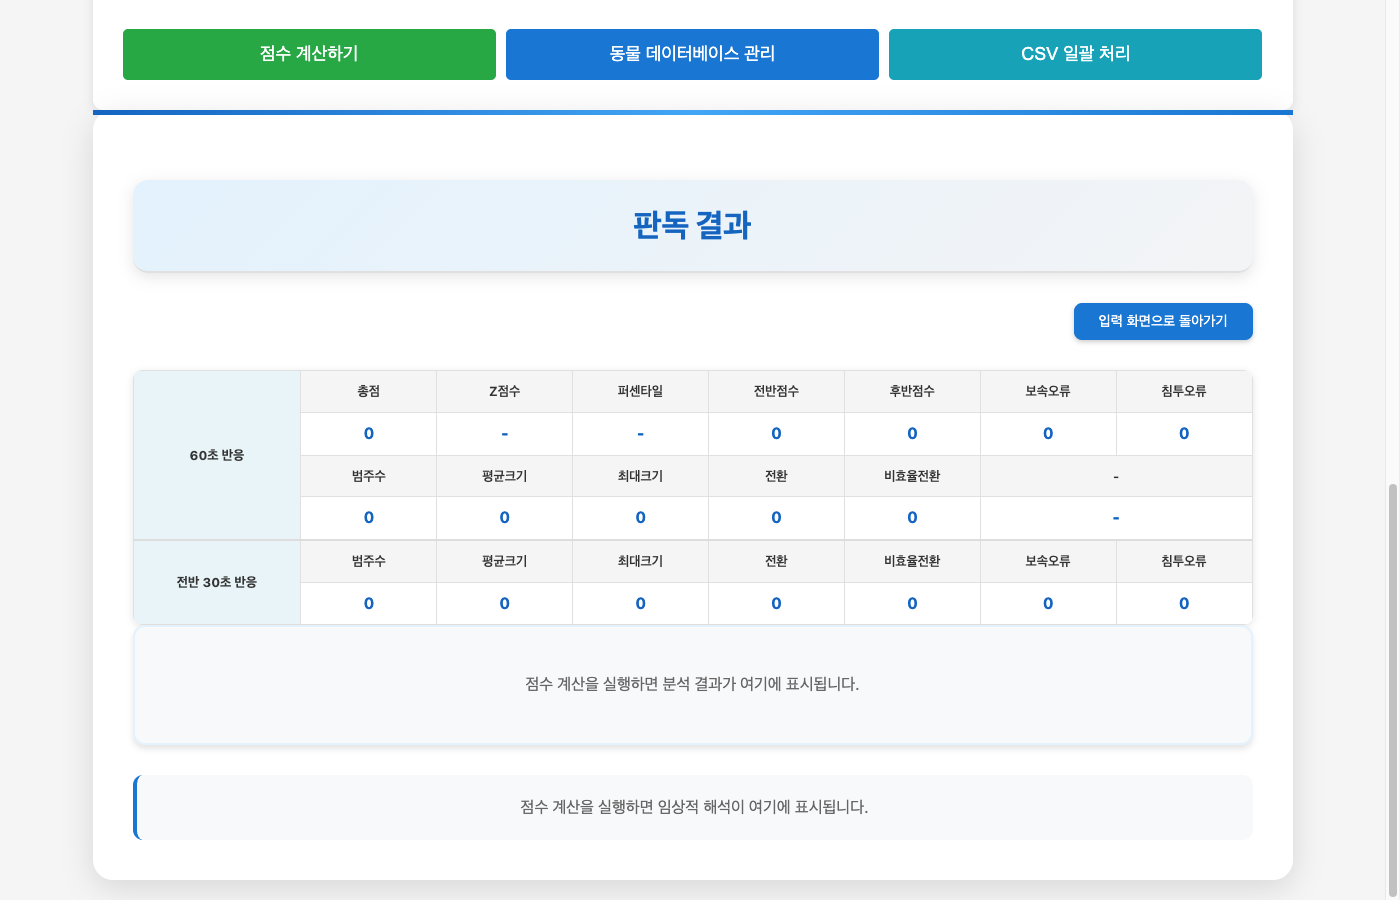 점수 계산하기
동물 데이터베이스 관리
CSV 일괄 처리
판독 결과
입력 화면으로 돌아가기
60초 반응
총점 Z점수 퍼센타일 전반점수 후반점수 보속오류 침투오류
0 - - 0 0 0 0
범주수 평균크기 최대크기 전환 비효율전환 -
0 0 0 0 0 -
전반 30초 반응
범주수 평균크기 최대크기 전환 비효율전환 보속오류 침투오류
0 0 0 0 0 0 0
점수 계산을 실행하면 분석 결과가 여기에 표시됩니다.
점수 계산을 실행하면 임상적 해석이 여기에 표시됩니다.